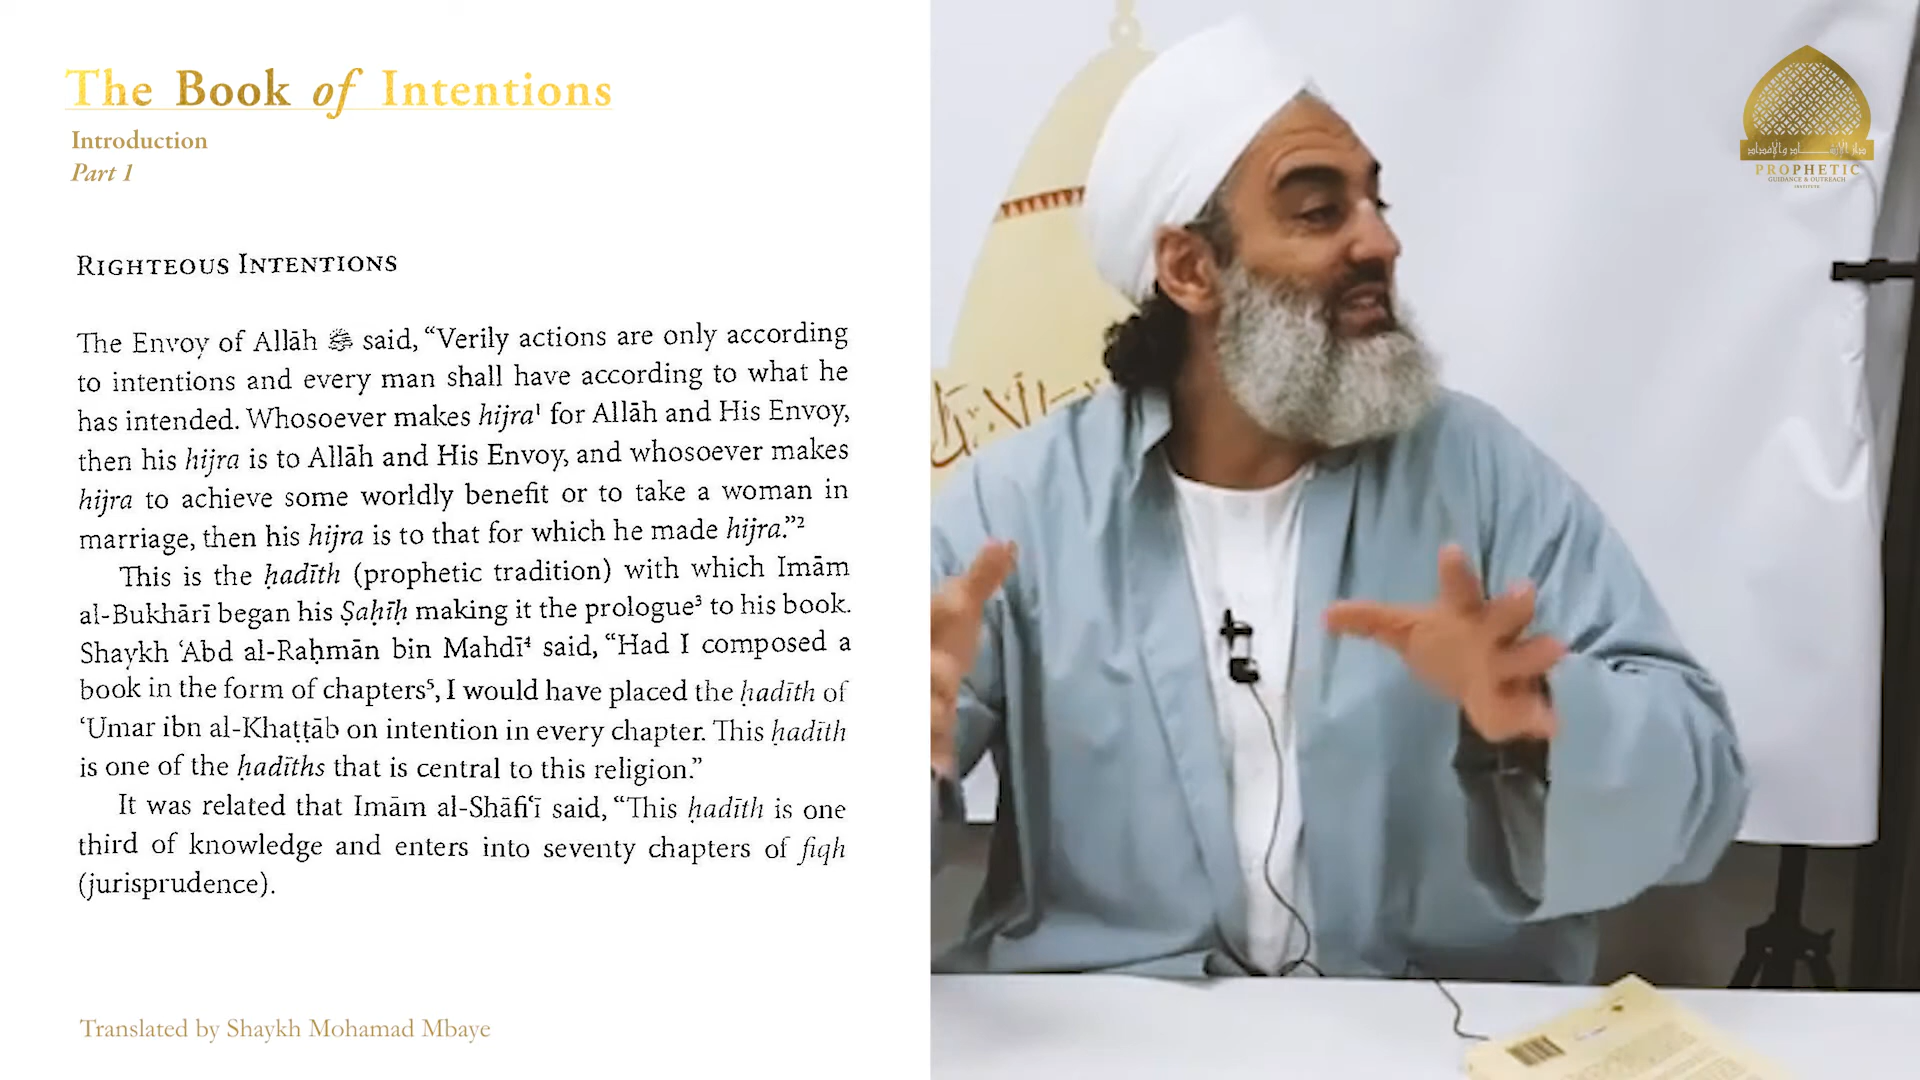 The Book of Intentions
Introduction
Part 1
RIGHTEOUS INTENTIONS
The Envoy of Allāh ﷺ said, “Verily actions are only according
to intentions and every man shall have according to what he
has intended. Whosoever makes hijra¹ for Allāh and His Envoy,
then his hijra is to Allāh and His Envoy, and whosoever makes
hijra to achieve some worldly benefit or to take a woman in
marriage, then his hijra is to that for which he made hijra.”²
This is the ḥadīth (prophetic tradition) with which Imām
al-Bukhārī began his Ṣaḥīḥ making it the prologue³ to his book.
Shaykh ‘Abd al-Raḥmān bin Mahdī⁴ said, “Had I composed a
book in the form of chapters⁵, I would have placed the ḥadīth of
‘Umar ibn al-Khaṭṭāb on intention in every chapter. This ḥadīth
is one of the ḥadīths that is central to this religion.”
It was related that Imām al-Shāfi‘ī said, “This ḥadīth is one
third of knowledge and enters into seventy chapters of fiqh
(jurisprudence).
Translated by Shaykh Mohamad Mbaye
PROPHETIC
GUIDANCE & OUTREACH
INSTITUTE